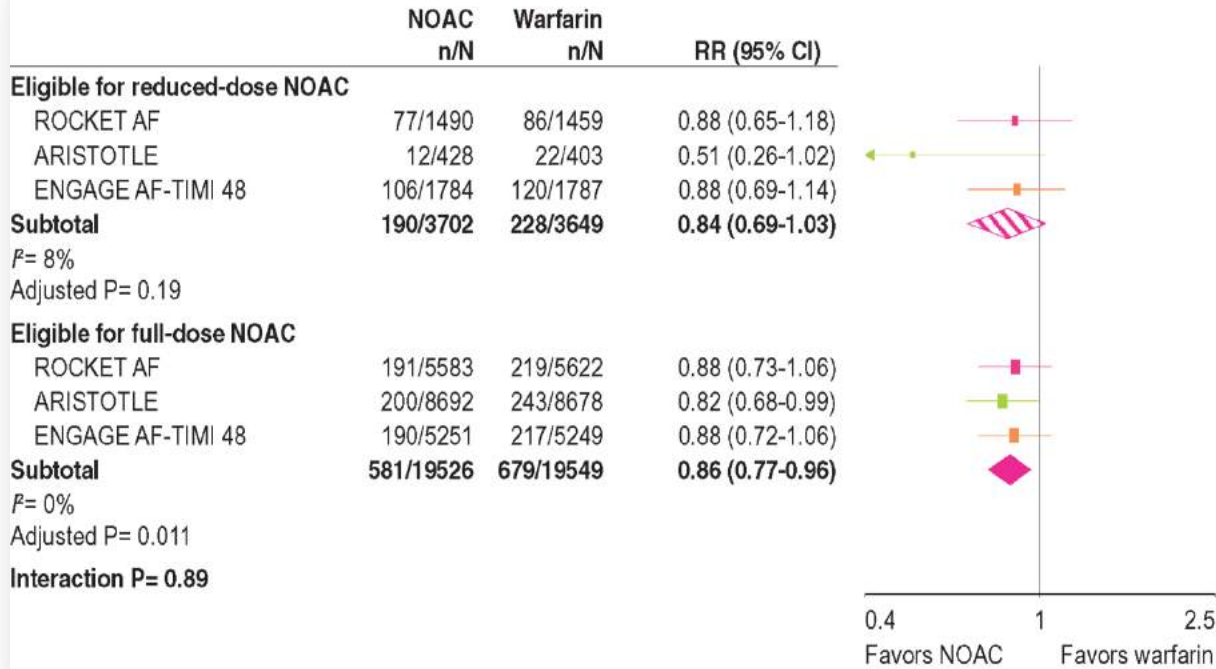 NOAC Warfarin
n/N n/N RR (95% CI)
Eligible for reduced-dose NOAC
ROCKET AF 77/1490 86/1459 0.88 (0.65-1.18)
ARISTOTLE 12/428 22/403 0.51 (0.26-1.02)
ENGAGE AF-TIMI 48 106/1784 120/1787 0.88 (0.69-1.14)
Subtotal 190/3702 228/3649 0.84 (0.69-1.03)
I²= 8%
Adjusted P= 0.19
Eligible for full-dose NOAC
ROCKET AF 191/5583 219/5622 0.88 (0.73-1.06)
ARISTOTLE 200/8692 243/8678 0.82 (0.68-0.99)
ENGAGE AF-TIMI 48 190/5251 217/5249 0.88 (0.72-1.06)
Subtotal 581/19526 679/19549 0.86 (0.77-0.96)
I²= 0%
Adjusted P= 0.011
Interaction P= 0.89
0.4 1 2.5
Favors NOAC Favors warfarin